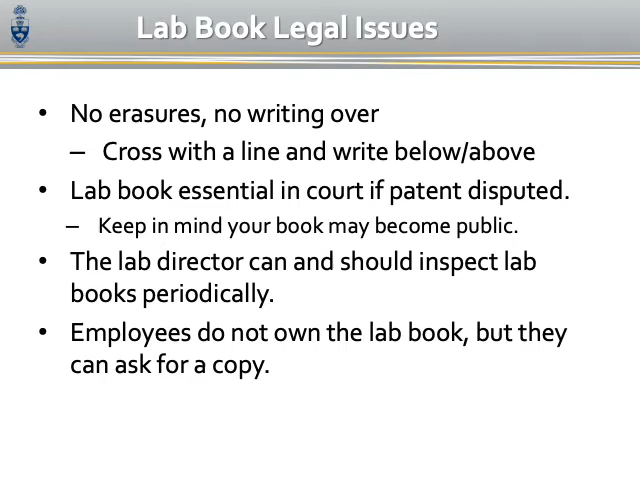 Lab Book Legal Issues
• No erasures, no writing over
– Cross with a line and write below/above
• Lab book essential in court if patent disputed.
– Keep in mind your book may become public.
• The lab director can and should inspect lab
books periodically.
• Employees do not own the lab book, but they
can ask for a copy.